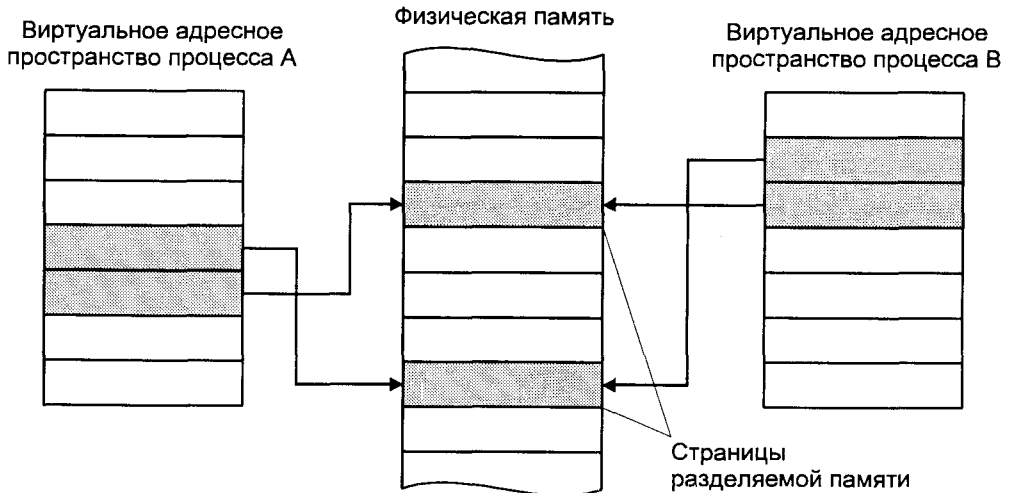 Физическая память
Виртуальное адресное
пространство процесса А
Виртуальное адресное
пространство процесса В
Страницы
разделяемой памяти